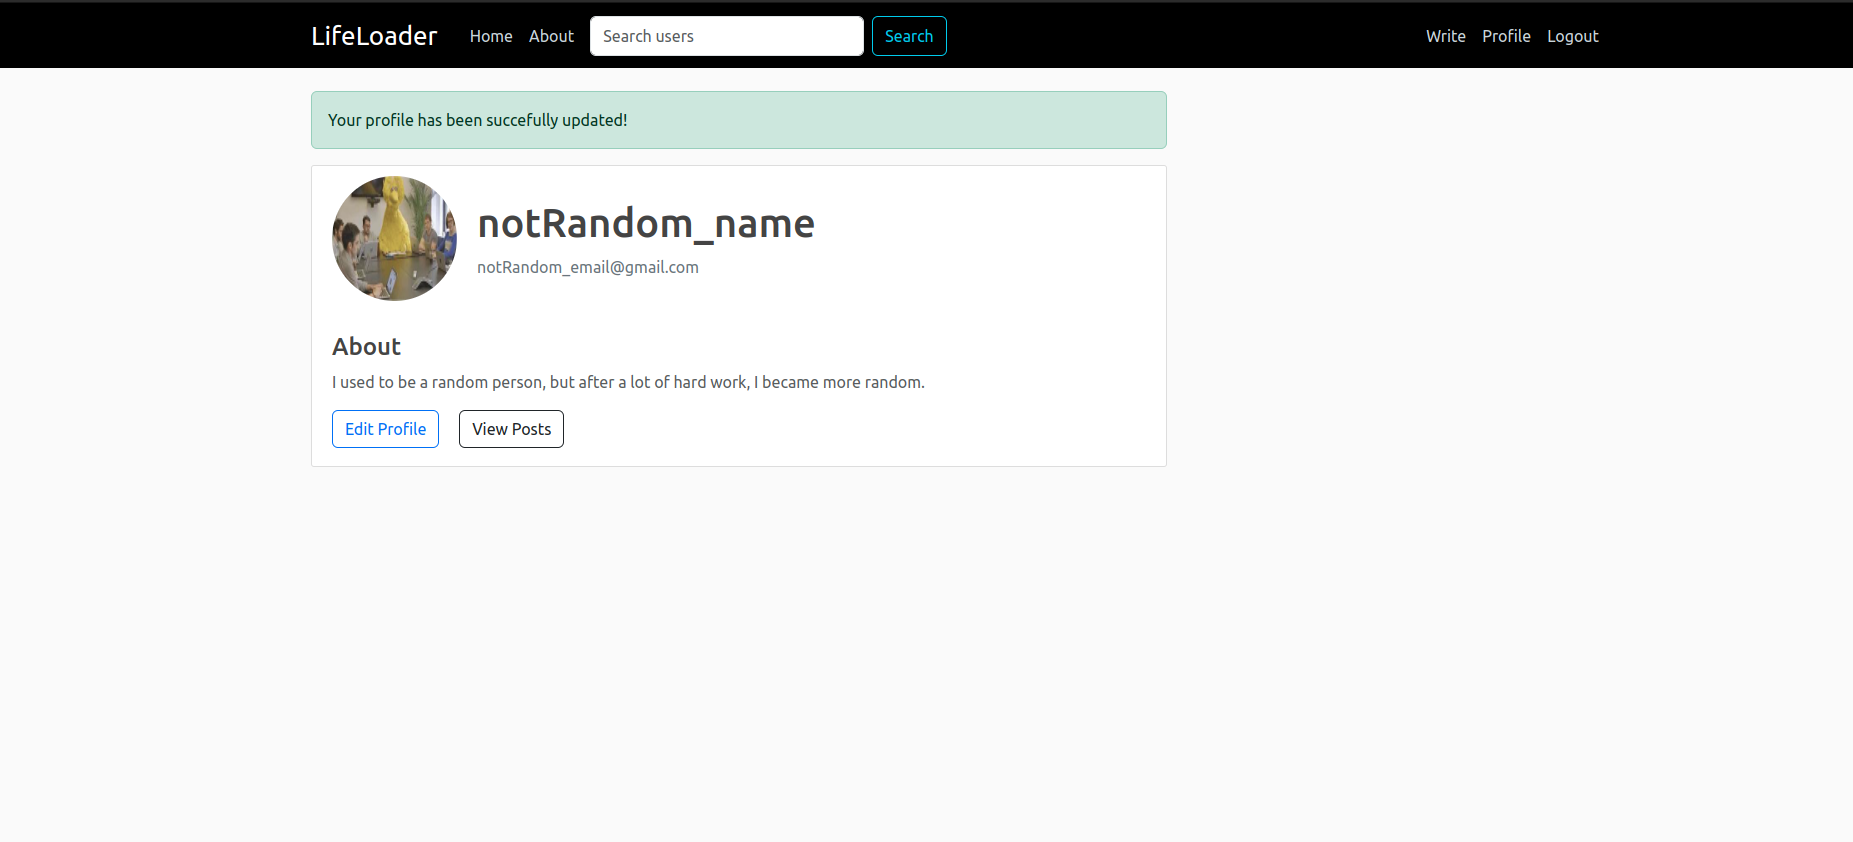 LifeLoader Home About Search users Search Write Profile Logout
Your profile has been succefully updated!
notRandom_name
notRandom_email@gmail.com
About
I used to be a random person, but after a lot of hard work, I became more random.
Edit Profile View Posts